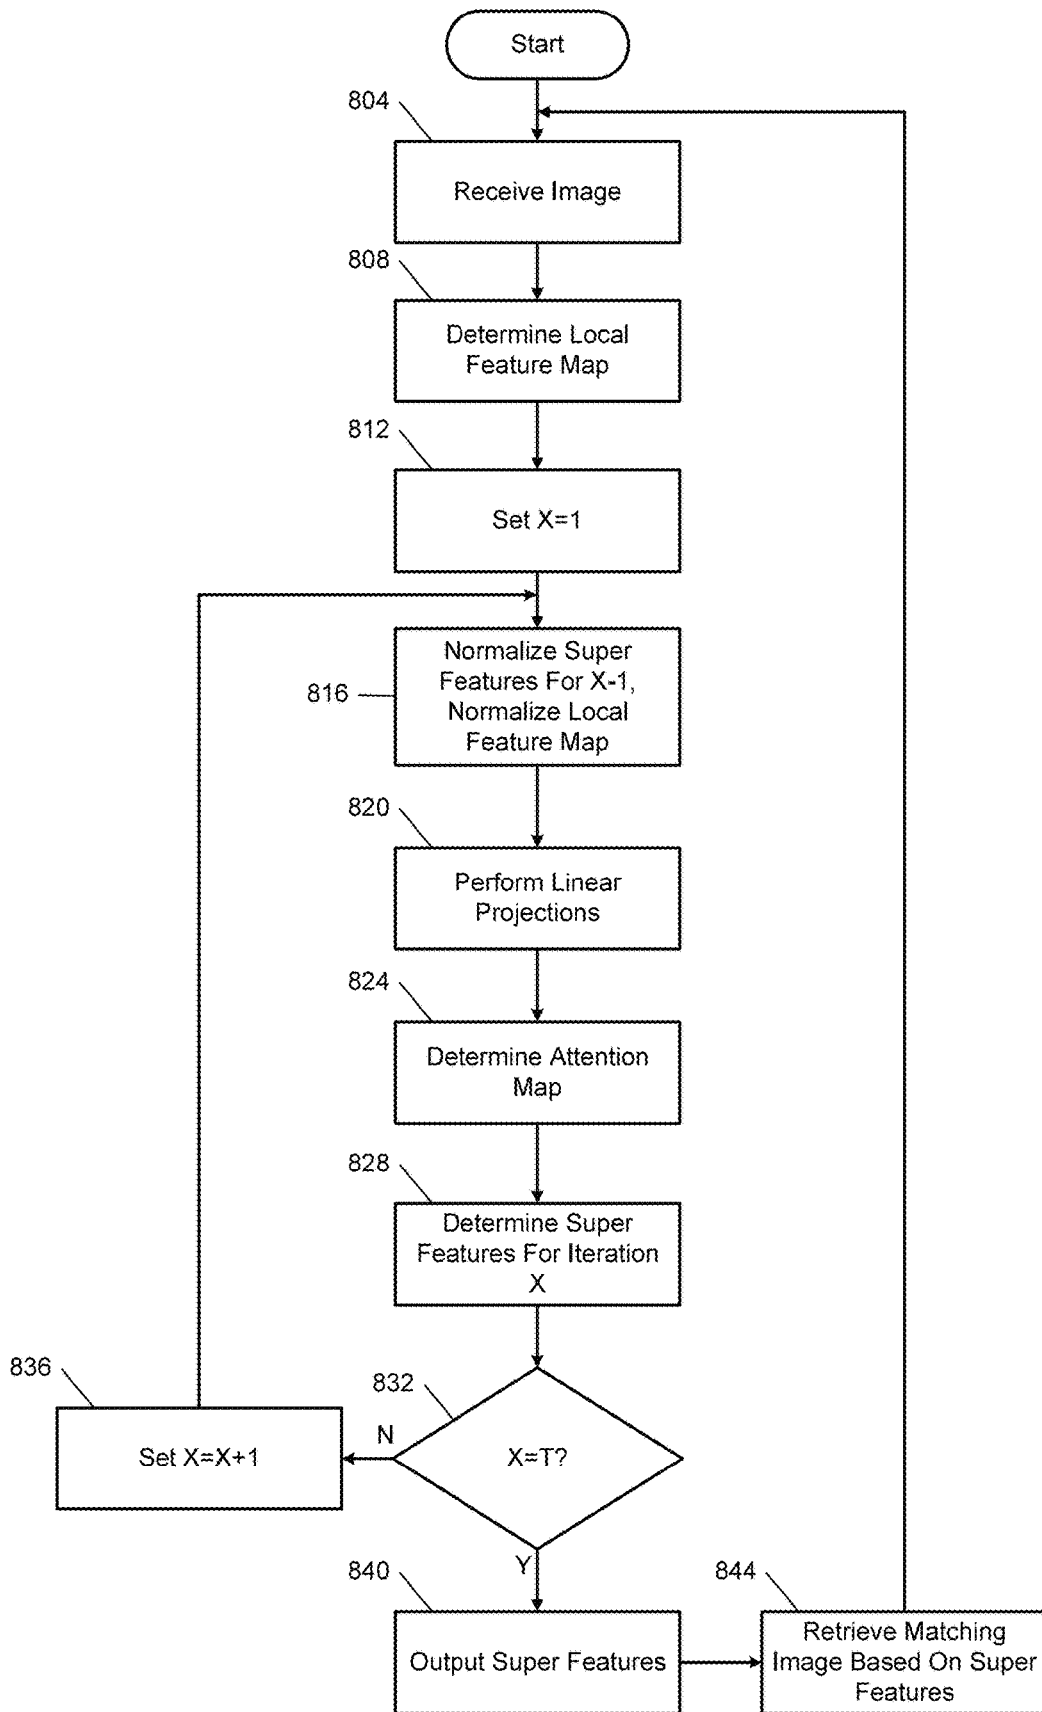 Start
804
Receive Image
808
Determine Local
Feature Map
812
Set X=1
Normalize Super
Features For X-1,
Normalize Local
Feature Map
816
820
Perform Linear
Projections
824
Determine Attention
Map
828
Determine Super
Features For Iteration
X
836
832
Set X=X+1
N
X=T?
Y
840
844
Output Super Features
Retrieve Matching
Image Based On Super
Features